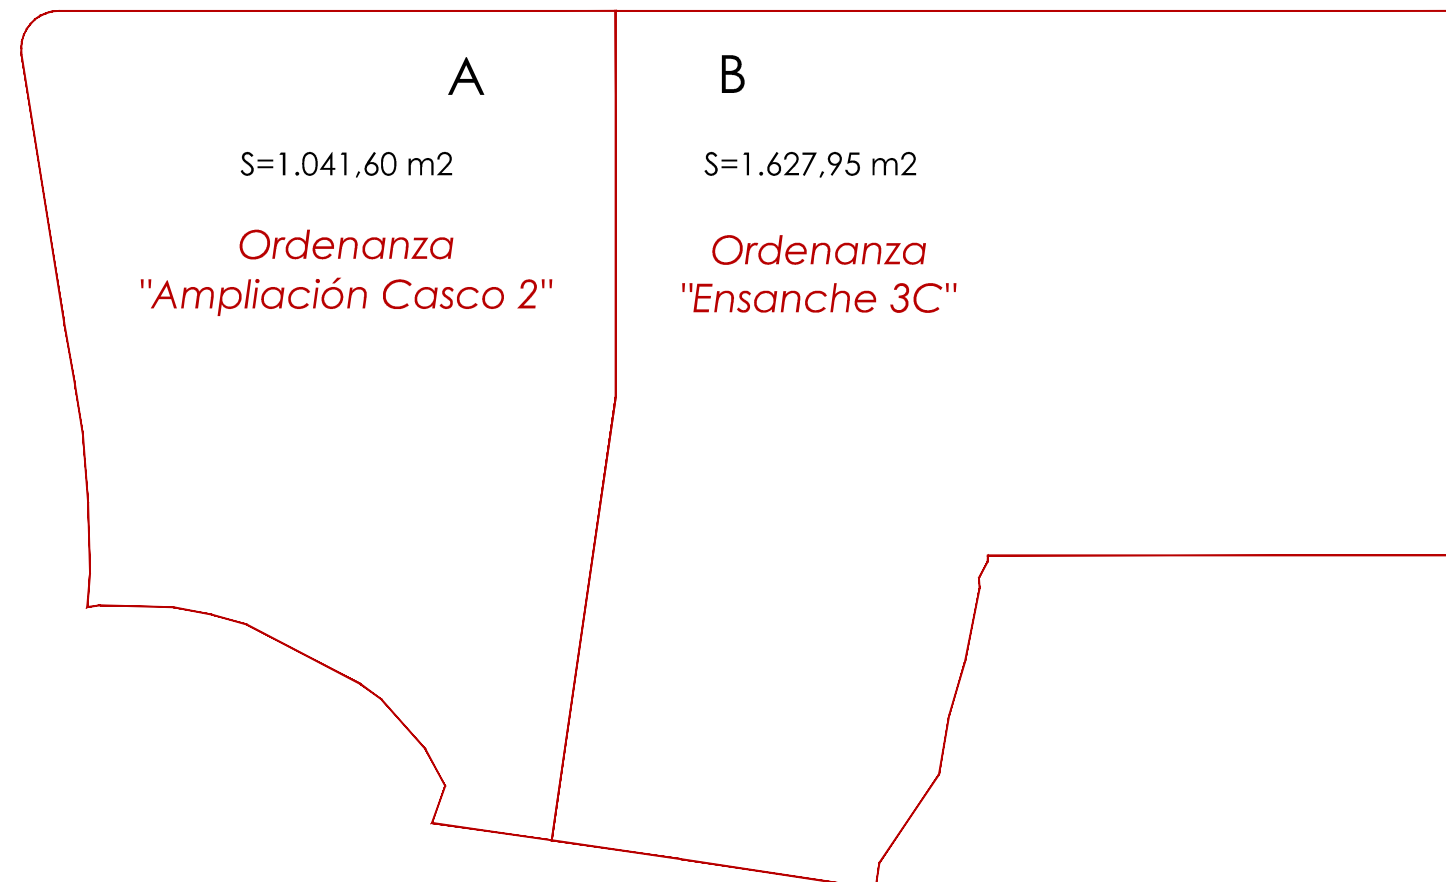 A
S=1.041,60 m2
Ordenanza
"Ampliación Casco 2"
B
S=1.627,95 m2
Ordenanza
"Ensanche 3C"